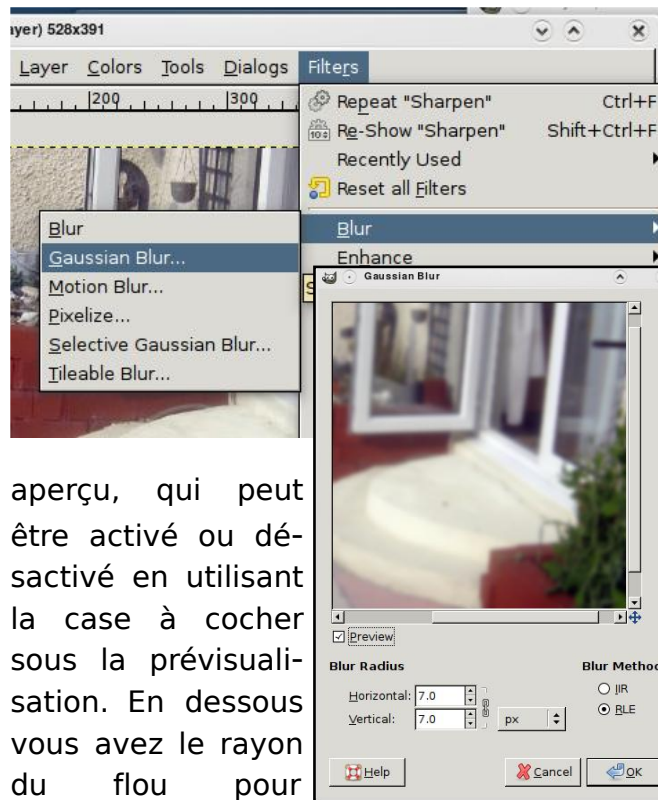 ayer) 528x391
Layer Colors Tools Dialogs Filters
200 300
Repeat "Sharpen" Ctrl+F
Re-Show "Sharpen" Shift+Ctrl+F
Recently Used
Reset all Filters
Blur
Enhance
Blur
Gaussian Blur...
Motion Blur...
Pixelize...
Selective Gaussian Blur...
Tileable Blur...
Gaussian Blur
Preview
Blur Radius
Horizontal: 7.0
Vertical: 7.0 px
Blur Method
IIR
RLE
Help Cancel OK
aperçu, qui peut
être activé ou dé-
sactivé en utilisant
la case à cocher
sous la prévisuali-
sation. En dessous
vous avez le rayon
du flou pour